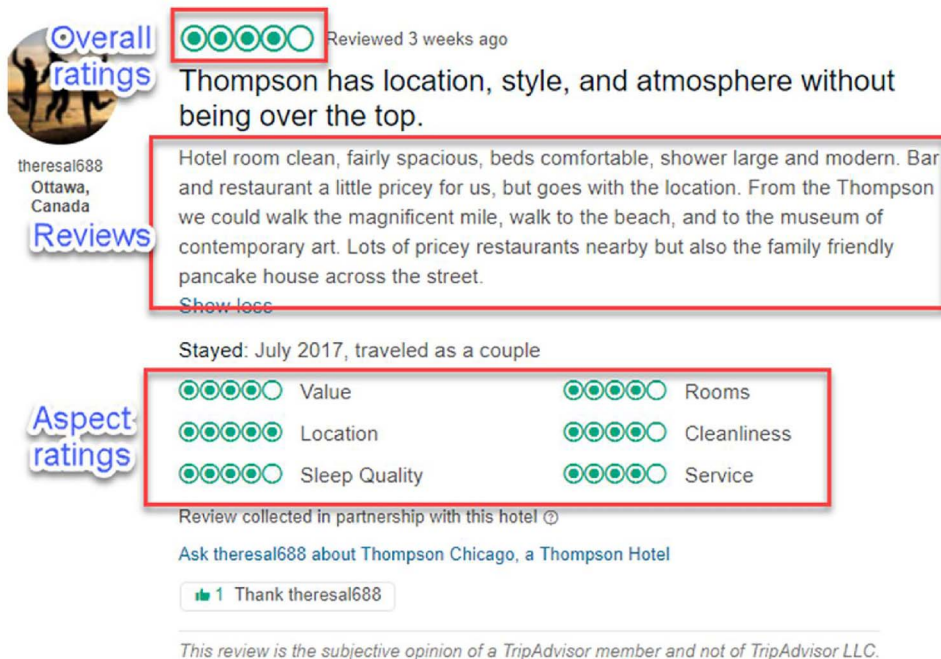 Overall
ratings
Reviewed 3 weeks ago
Thompson has location, style, and atmosphere without
being over the top.
theresal688
Ottawa,
Canada
Reviews
Hotel room clean, fairly spacious, beds comfortable, shower large and modern. Bar
and restaurant a little pricey for us, but goes with the location. From the Thompson
we could walk the magnificent mile, walk to the beach, and to the museum of
contemporary art. Lots of pricey restaurants nearby but also the family friendly
pancake house across the street.
Show less
Stayed: July 2017, traveled as a couple
Aspect
ratings
Value Rooms
Location Cleanliness
Sleep Quality Service
Review collected in partnership with this hotel
Ask theresal688 about Thompson Chicago, a Thompson Hotel
1 Thank theresal688
This review is the subjective opinion of a TripAdvisor member and not of TripAdvisor LLC.